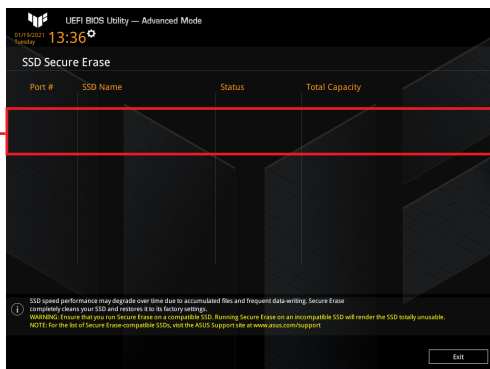 UEFI BIOS Utility — Advanced Mode
01/19/2021
Tuesday
13:36
SSD Secure Erase
Port # SSD Name Status Total Capacity
SSD speed performance may degrade over time due to accumulated files and frequent data-writing. Secure Erase
completely cleans your SSD and restores it to its factory settings.
WARNING: Ensure that you run Secure Erase on a compatible SSD. Running Secure Erase on an incompatible SSD will render the SSD totally unusable.
NOTE: For the list of Secure Erase-compatible SSDs, visit the ASUS Support site at www.asus.com/support
Exit